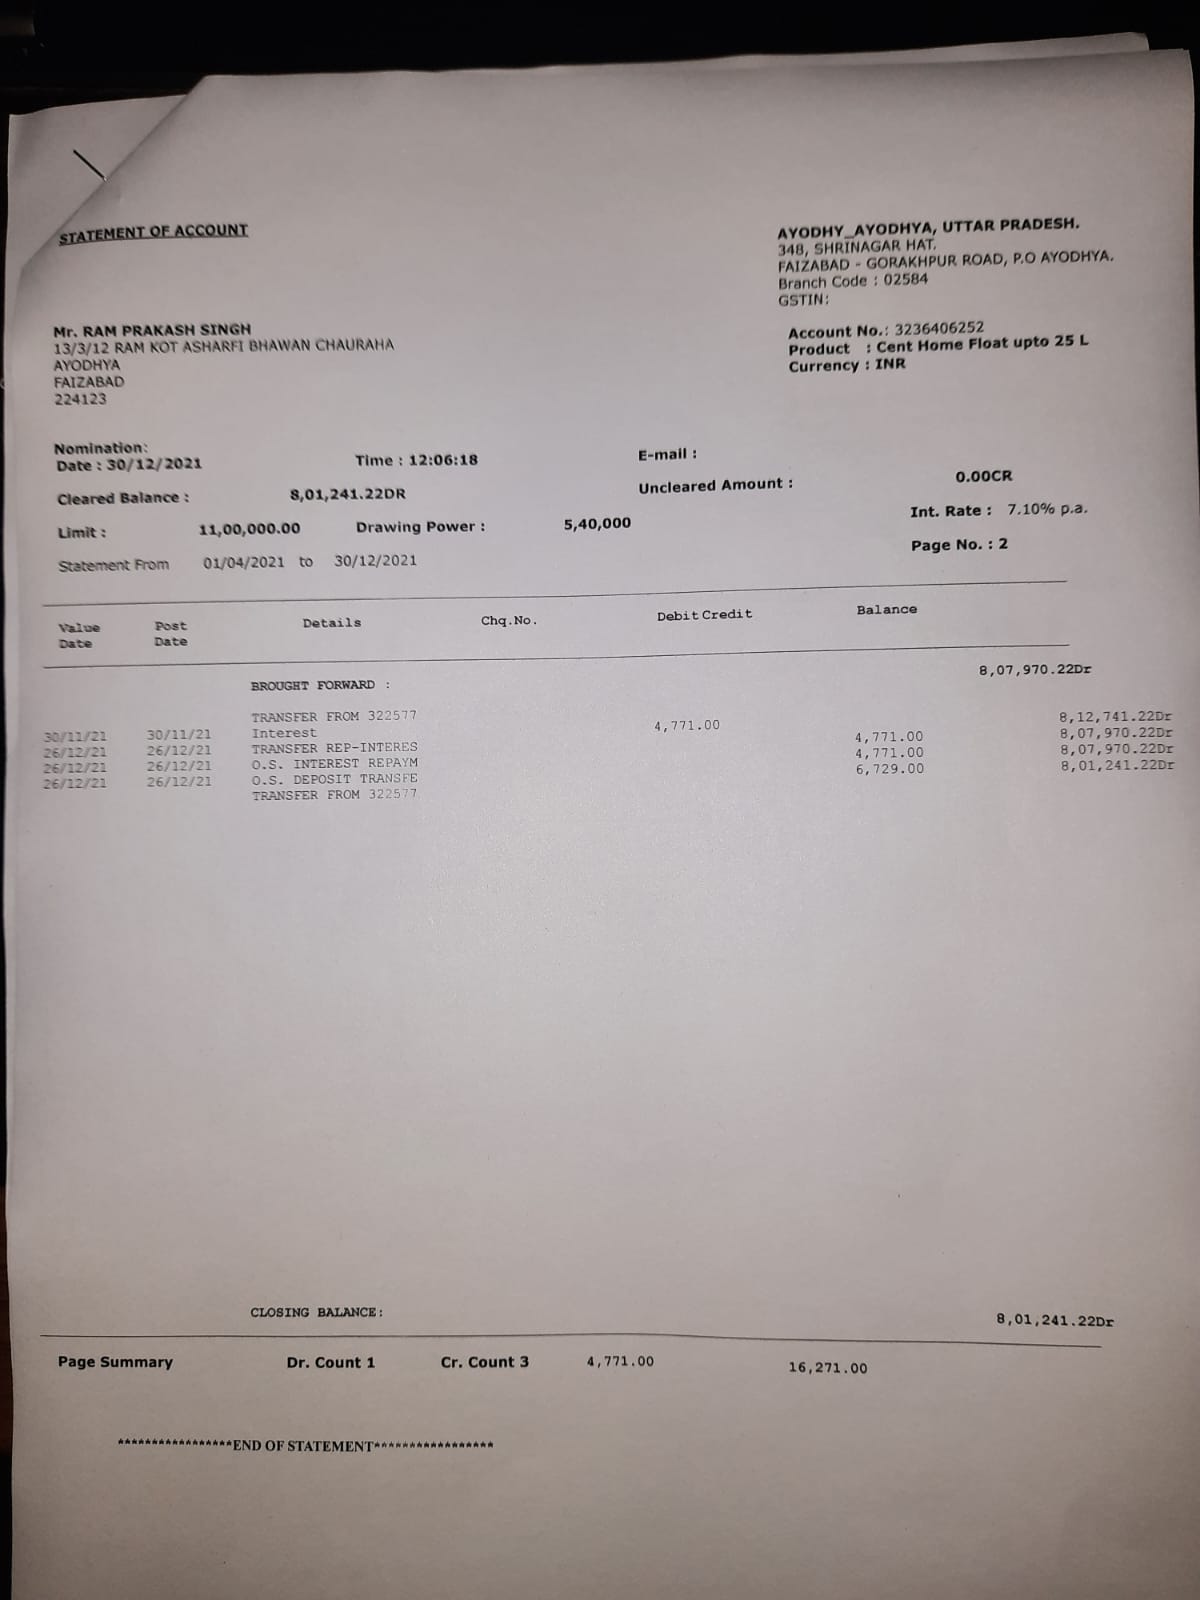 STATEMENT OF ACCOUNT
AYODHY_AYODHYA, UTTAR PRADESH.
348, SHRINAGAR HAT.
FAIZABAD - GORAKHPUR ROAD, P.O AYODHYA.
Branch Code : 02584
GSTIN:
Mr. RAM PRAKASH SINGH
13/3/12 RAM KOT ASHARFI BHAWAN CHAURAHA
AYODHYA
FAIZABAD
224123
Account No.: 3236406252
Product : Cent Home Float upto 25 L
Currency : INR
Nomination:
Date : 30/12/2021 Time : 12:06:18 E-mail :
Cleared Balance : 8,01,241.22DR Uncleared Amount : 0.00CR
Limit : 11,00,000.00 Drawing Power : 5,40,000 Int. Rate : 7.10% p.a.
Statement From 01/04/2021 to 30/12/2021 Page No. : 2
Value Post Details Chq.No. Debit Credit Balance
Date Date
BROUGHT FORWARD : 8,07,970.22Dr
TRANSFER FROM 322577
30/11/21 30/11/21 Interest 4,771.00 8,12,741.22Dr
26/12/21 26/12/21 TRANSFER REP-INTERES 4,771.00 8,07,970.22Dr
26/12/21 26/12/21 O.S. INTEREST REPAYM 4,771.00 8,07,970.22Dr
26/12/21 26/12/21 O.S. DEPOSIT TRANSFE 6,729.00 8,01,241.22Dr
TRANSFER FROM 322577
CLOSING BALANCE: 8,01,241.22Dr
Page Summary Dr. Count 1 Cr. Count 3 4,771.00 16,271.00
*****************END OF STATEMENT*****************